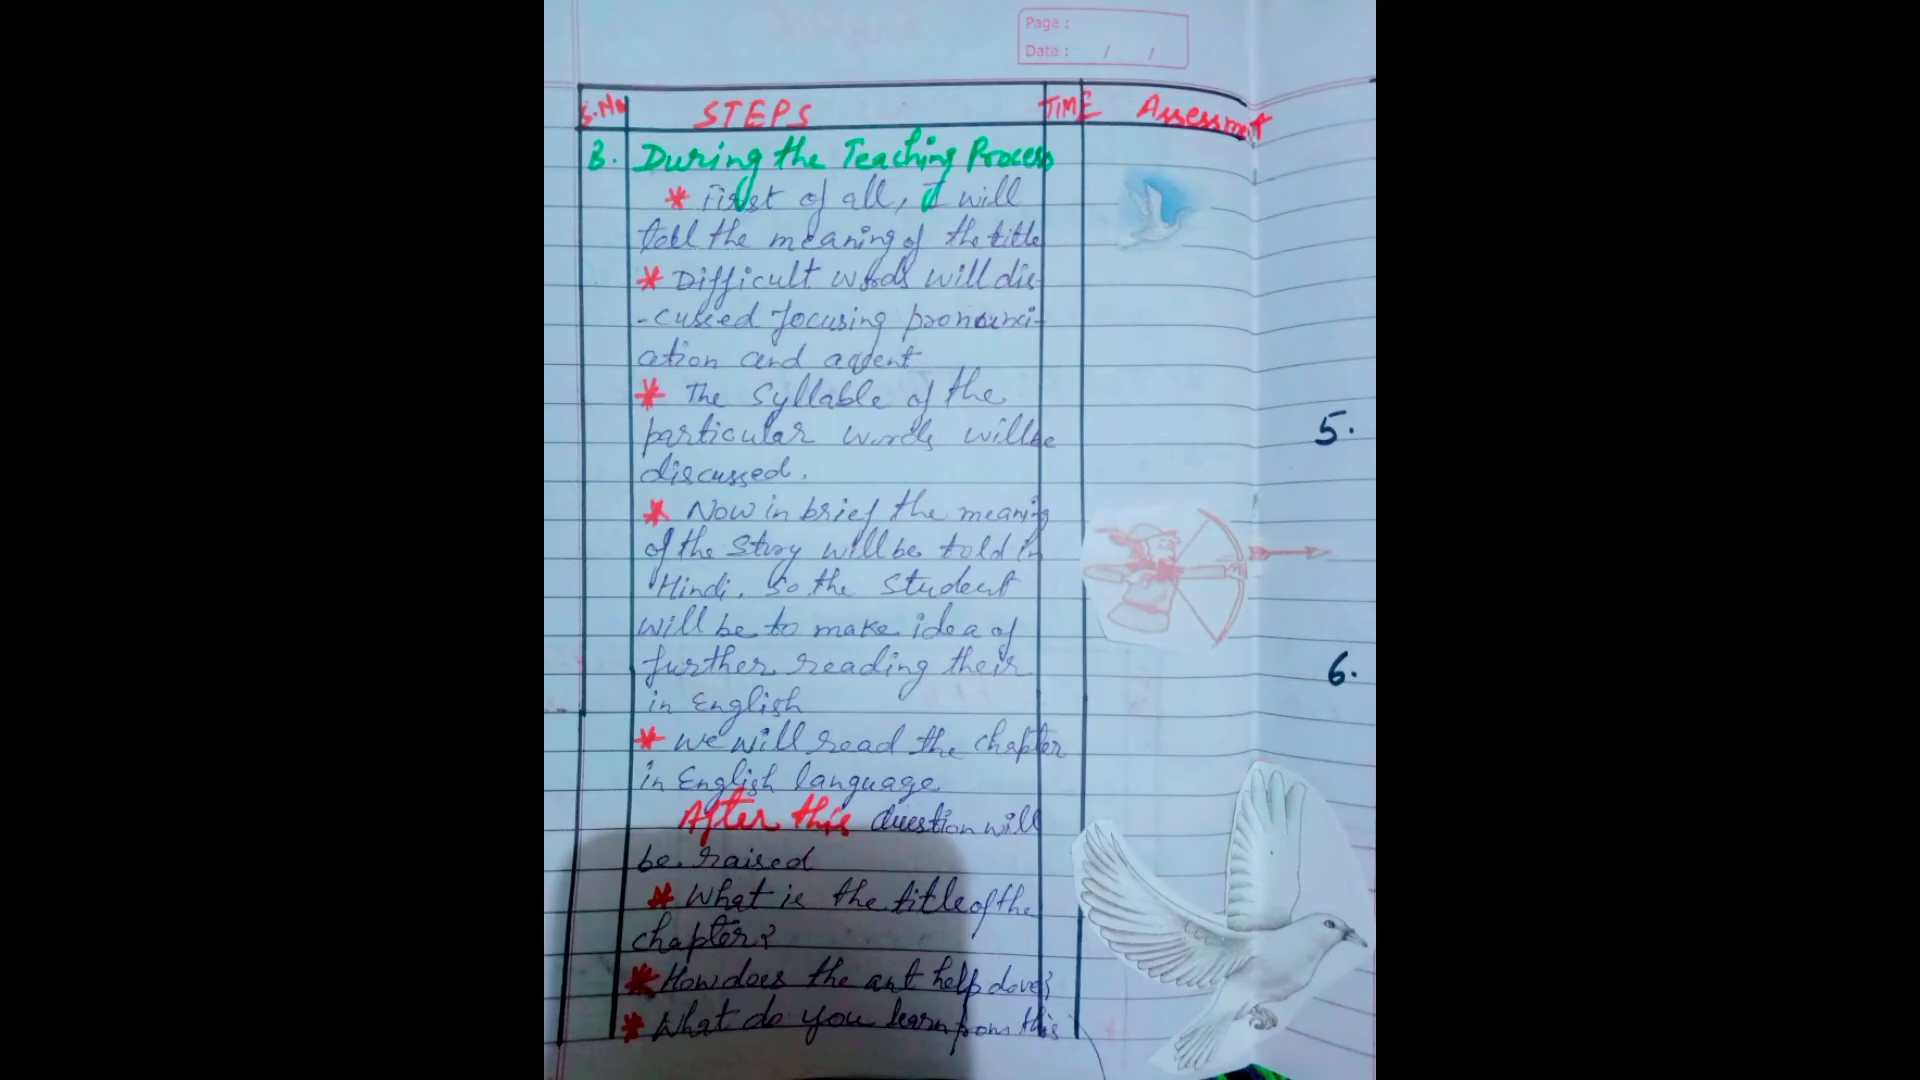 Page :
Date : / /
S.No STEPS TIME Assessment
B. During the Teaching Process
* First of all, I will
tell the meaning of the title
* Difficult words will dis
-cussed focusing pronounci-
ation and
* The Syllable of the
particular words will be
discussed.
* Now in brief the meaning
of the Story will be told in
Hindi. So the Student
will be to make idea of
further reading their
in English
* We will read the chapter
in English language
After this question will
be raised
* What is the title of the
chapter?
* How does the ant help dove?
* What do you learn from this
5.
6.